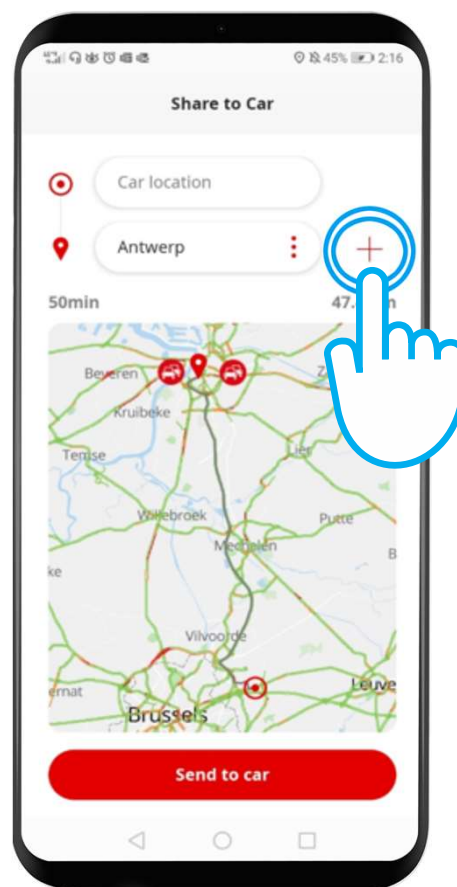 45% 2:16
Share to Car
Car location
Antwerp
50min
Beveren
Kruibeke
Temse
Lier
Willebroek
Putte
Mechelen
Vilvoorde
Brussels
Send to car